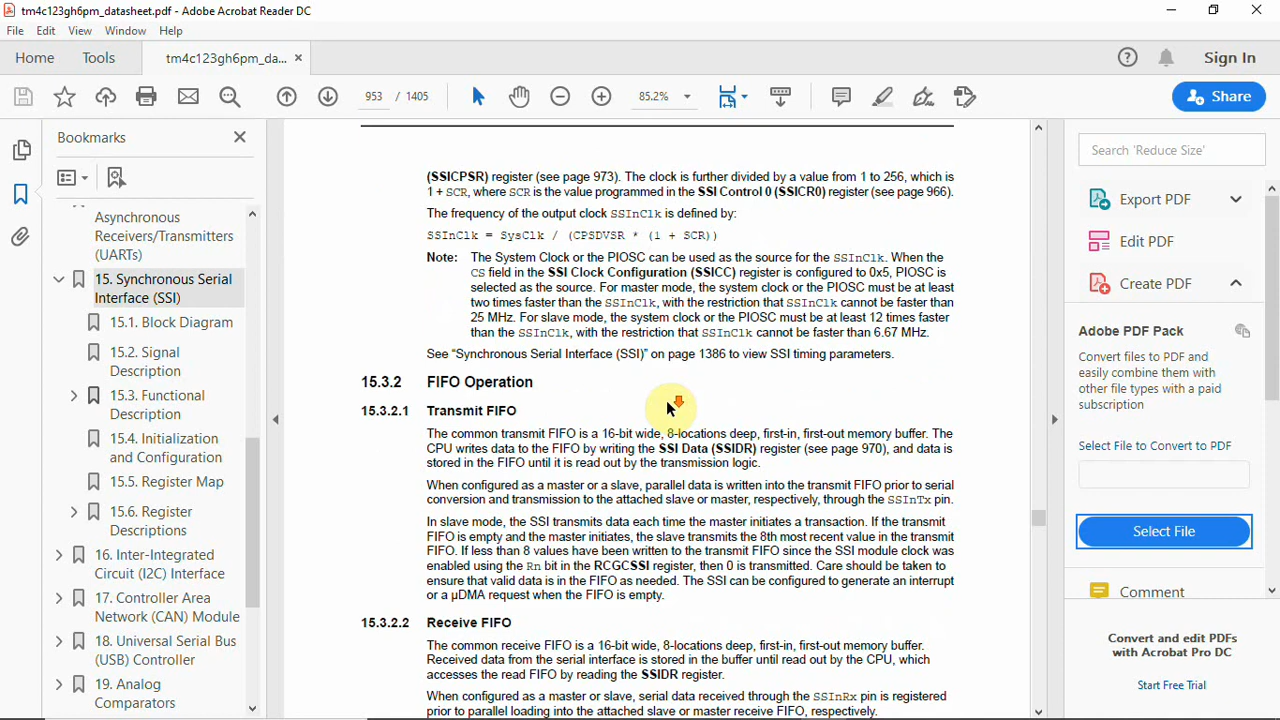 tm4c123gh6pm_datasheet.pdf - Adobe Acrobat Reader DC
File Edit View Window Help
Home Tools tm4c123gh6pm_da... × Sign In
953 / 1405 85.2% Share
Bookmarks
Asynchronous
Receivers/Transmitters
(UARTs)
15. Synchronous Serial
Interface (SSI)
15.1. Block Diagram
15.2. Signal
Description
15.3. Functional
Description
15.4. Initialization
and Configuration
15.5. Register Map
15.6. Register
Descriptions
16. Inter-Integrated
Circuit (I2C) Interface
17. Controller Area
Network (CAN) Module
18. Universal Serial Bus
(USB) Controller
19. Analog
Comparators
(SSICPSR) register (see page 973). The clock is further divided by a value from 1 to 256, which is
1 + SCR, where SCR is the value programmed in the SSI Control 0 (SSICR0) register (see page 966).
The frequency of the output clock SSInClk is defined by:
SSInClk = SysClk / (CPSDVSR * (1 + SCR))
Note: The System Clock or the PIOSC can be used as the source for the SSInClk. When the
CS field in the SSI Clock Configuration (SSICC) register is configured to 0x5, PIOSC is
selected as the source. For master mode, the system clock or the PIOSC must be at least
two times faster than the SSInClk, with the restriction that SSInClk cannot be faster than
25 MHz. For slave mode, the system clock or the PIOSC must be at least 12 times faster
than the SSInClk, with the restriction that SSInClk cannot be faster than 6.67 MHz.
See "Synchronous Serial Interface (SSI)" on page 1386 to view SSI timing parameters.
15.3.2 FIFO Operation
15.3.2.1 Transmit FIFO
The common transmit FIFO is a 16-bit wide, 8-locations deep, first-in, first-out memory buffer. The
CPU writes data to the FIFO by writing the SSI Data (SSIDR) register (see page 970), and data is
stored in the FIFO until it is read out by the transmission logic.
When configured as a master or a slave, parallel data is written into the transmit FIFO prior to serial
conversion and transmission to the attached slave or master, respectively, through the SSInTx pin.
In slave mode, the SSI transmits data each time the master initiates a transaction. If the transmit
FIFO is empty and the master initiates, the slave transmits the 8th most recent value in the transmit
FIFO. If less than 8 values have been written to the transmit FIFO since the SSI module clock was
enabled using the Rn bit in the RCGCSSI register, then 0 is transmitted. Care should be taken to
ensure that valid data is in the FIFO as needed. The SSI can be configured to generate an interrupt
or a µDMA request when the FIFO is empty.
15.3.2.2 Receive FIFO
The common receive FIFO is a 16-bit wide, 8-locations deep, first-in, first-out memory buffer.
Received data from the serial interface is stored in the buffer until read out by the CPU, which
accesses the read FIFO by reading the SSIDR register.
When configured as a master or slave, serial data received through the SSInRx pin is registered
prior to parallel loading into the attached slave or master receive FIFO, respectively.
Search 'Reduce Size'
Export PDF
Edit PDF
Create PDF
Adobe PDF Pack
Convert files to PDF and
easily combine them with
other file types with a paid
subscription
Select File to Convert to PDF
Select File
Comment
Convert and edit PDFs
with Acrobat Pro DC
Start Free Trial